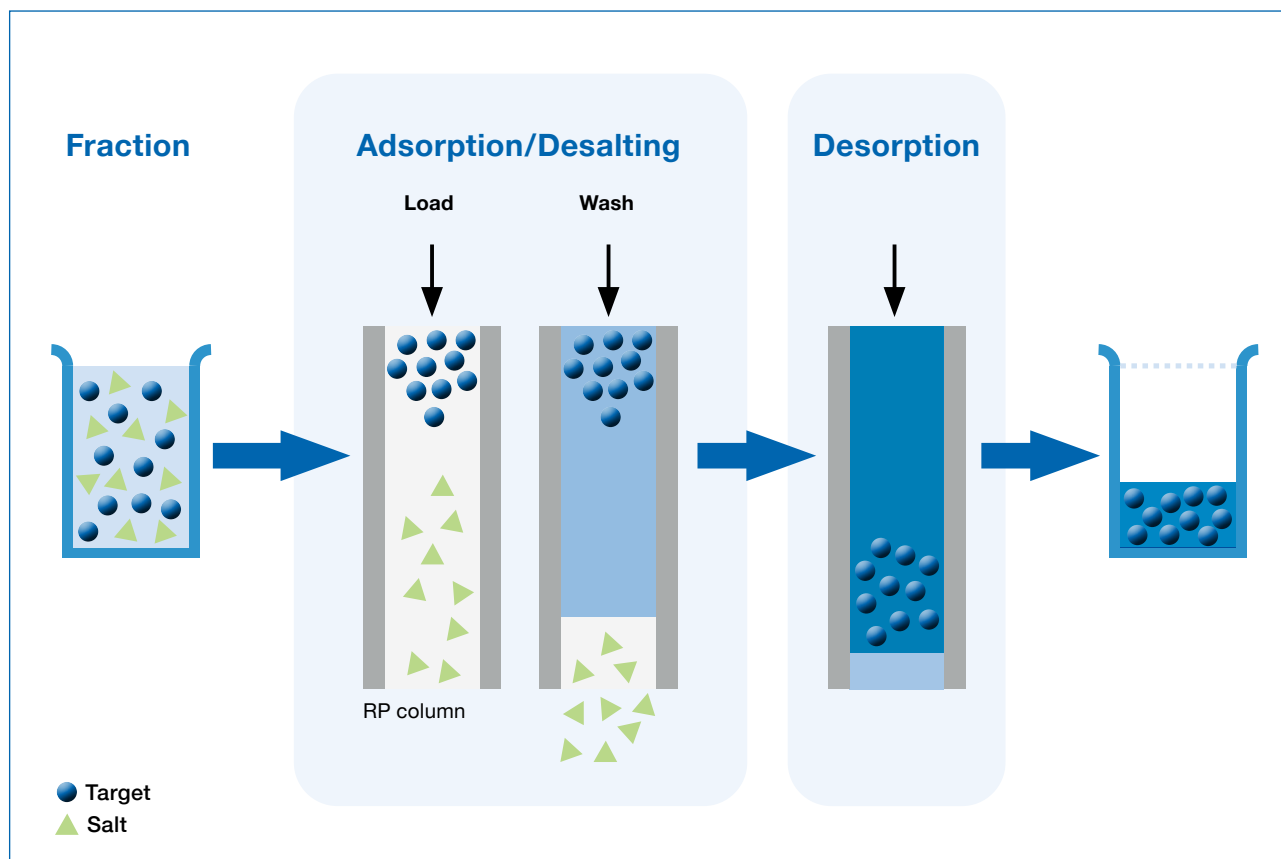 Fraction
Adsorption/Desalting
Desorption
Load
Wash
RP column
Target
Salt